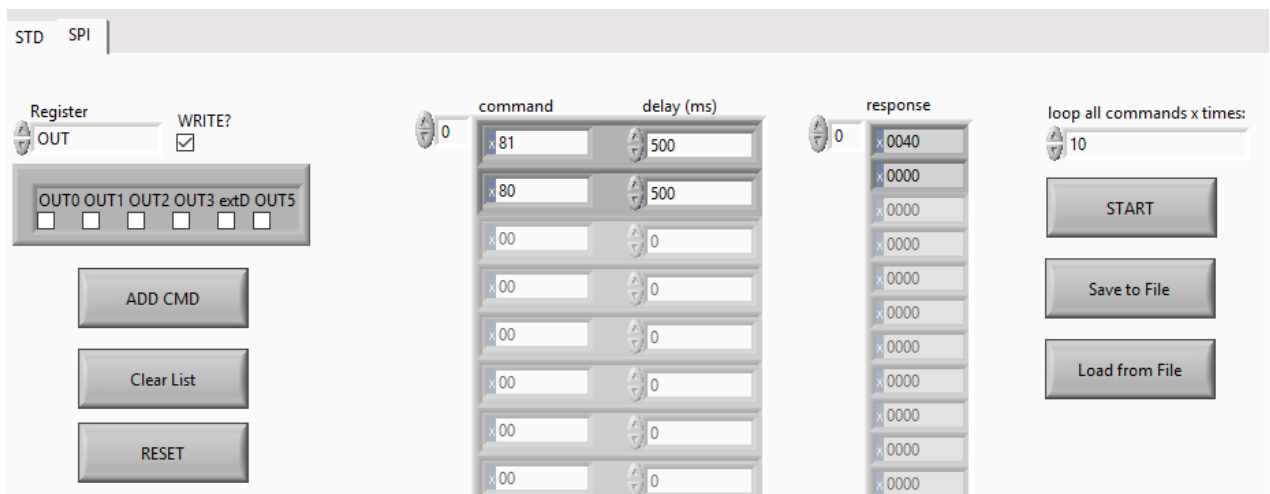 STD SPI
Register
WRITE?
OUT
OUT0 OUT1 OUT2 OUT3 extD OUT5
ADD CMD
Clear List
RESET
command delay (ms)
0
x 81 500
x 80 500
x 00 0
x 00 0
x 00 0
x 00 0
x 00 0
x 00 0
response
0
x 0040
x 0000
x 0000
x 0000
x 0000
x 0000
x 0000
x 0000
x 0000
x 0000
x 0000
loop all commands x times:
10
START
Save to File
Load from File